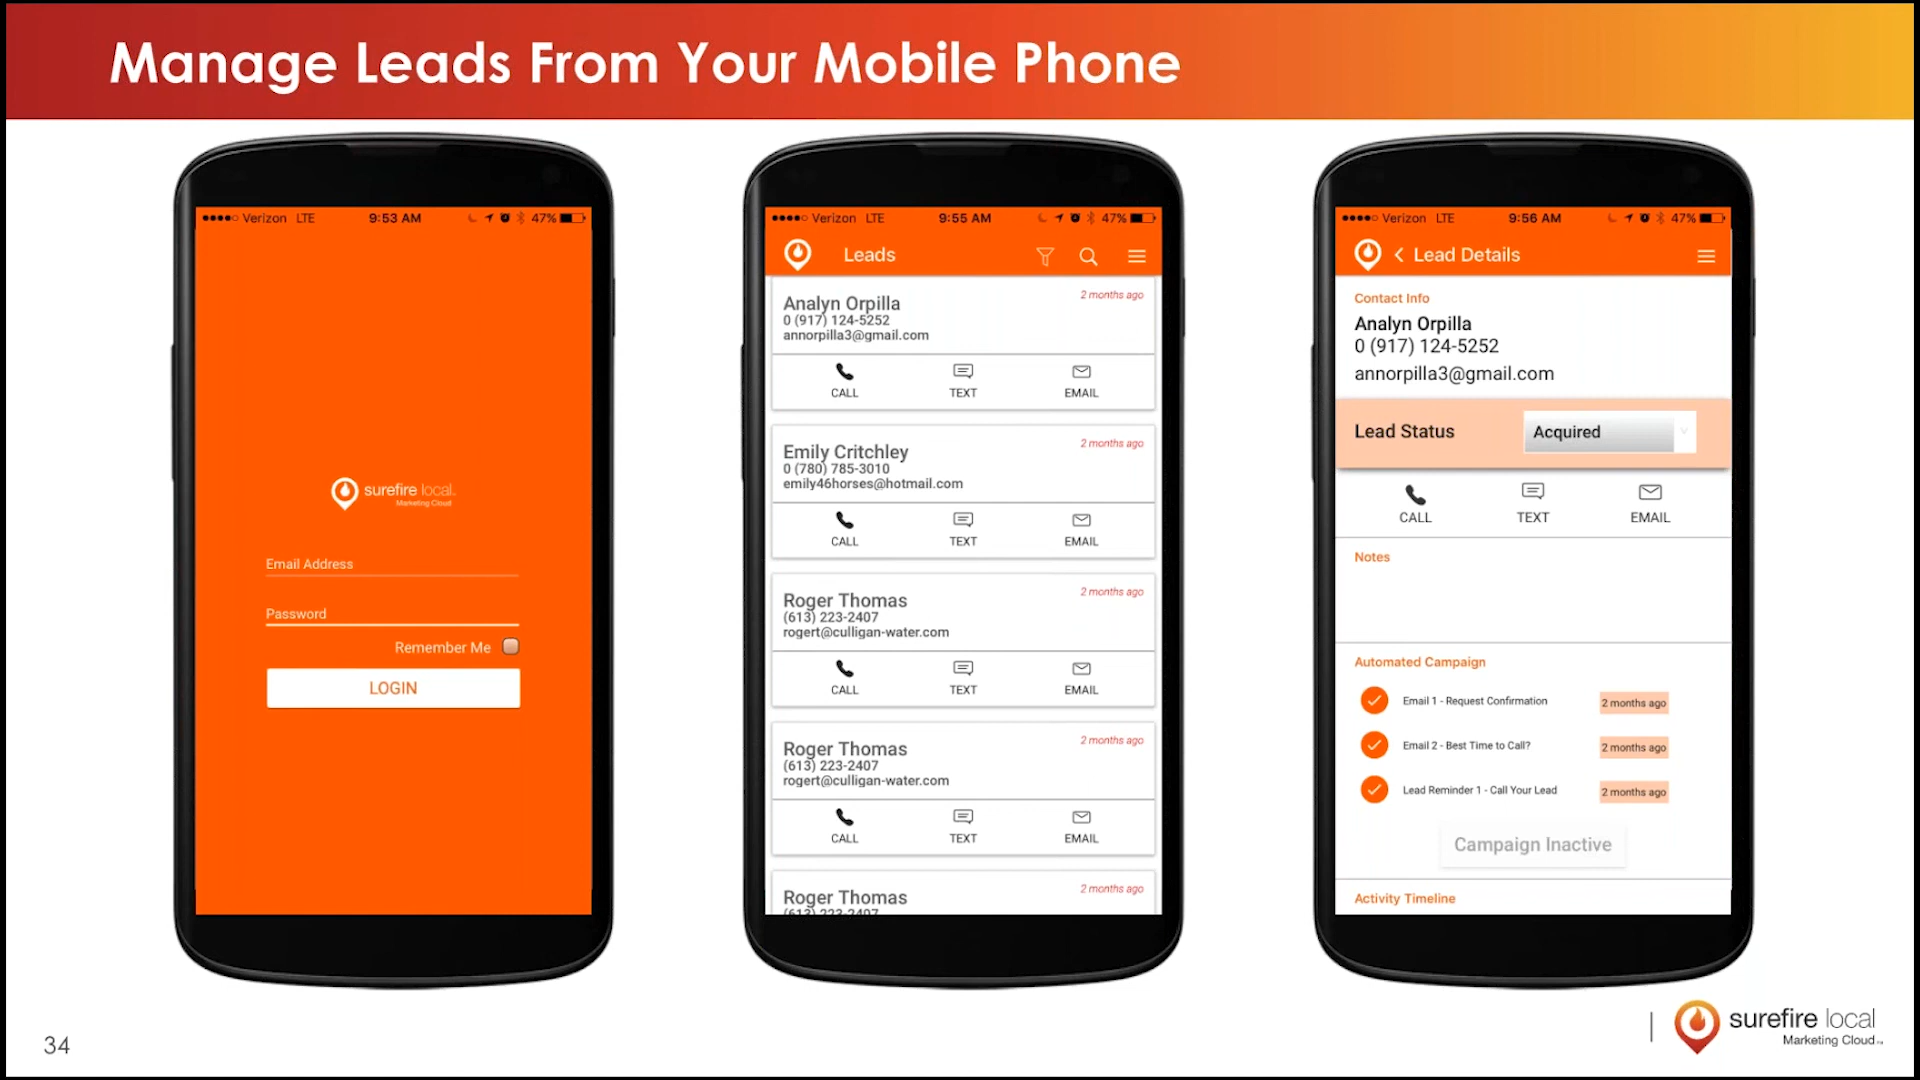 Manage Leads From Your Mobile Phone
Verizon LTE 9:53 AM 47%
surefire local
Marketing Cloud
Email Address
Password
Remember Me
LOGIN
Verizon LTE 9:55 AM 47%
Leads
Analyn Orpilla 2 months ago
0 (917) 124-5252
annorpilla3@gmail.com
CALL TEXT EMAIL
Emily Critchley 2 months ago
0 (780) 785-3010
emily46horses@hotmail.com
CALL TEXT EMAIL
Roger Thomas 2 months ago
(613) 223-2407
rogert@culligan-water.com
CALL TEXT EMAIL
Roger Thomas 2 months ago
(613) 223-2407
rogert@culligan-water.com
CALL TEXT EMAIL
Roger Thomas 2 months ago
(613) 223-2407
Verizon LTE 9:56 AM 47%
< Lead Details
Contact Info
Analyn Orpilla
0 (917) 124-5252
annorpilla3@gmail.com
Lead Status Acquired
CALL TEXT EMAIL
Notes
Automated Campaign
Email 1 - Request Confirmation 2 months ago
Email 2 - Best Time to Call? 2 months ago
Lead Reminder 1 - Call Your Lead 2 months ago
Campaign Inactive
Activity Timeline
34
surefire local
Marketing Cloud